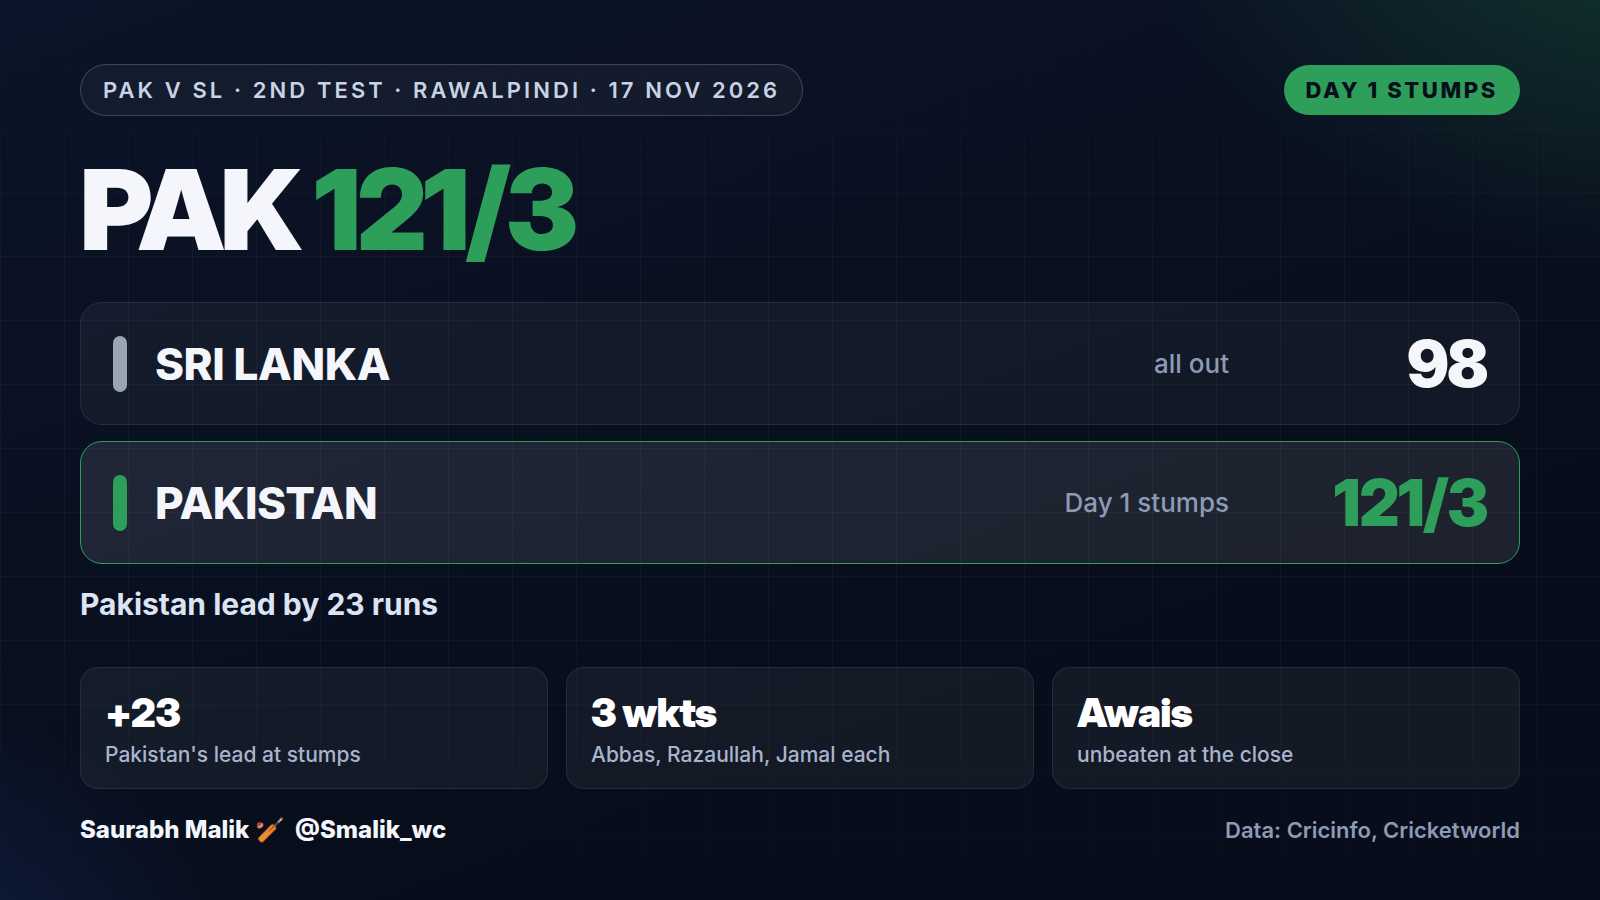 PAK V SL · 2ND TEST · RAWALPINDI · 17 NOV 2026
DAY 1 STUMPS
PAK 121/3
SRI LANKA
all out
98
PAKISTAN
Day 1 stumps
121/3
Pakistan lead by 23 runs
+23
Pakistan's lead at stumps
3 wkts
Abbas, Razaullah, Jamal each
Awais
unbeaten at the close
Saurabh Malik 🏏 @Smalik_wc
Data: Cricinfo, Cricketworld